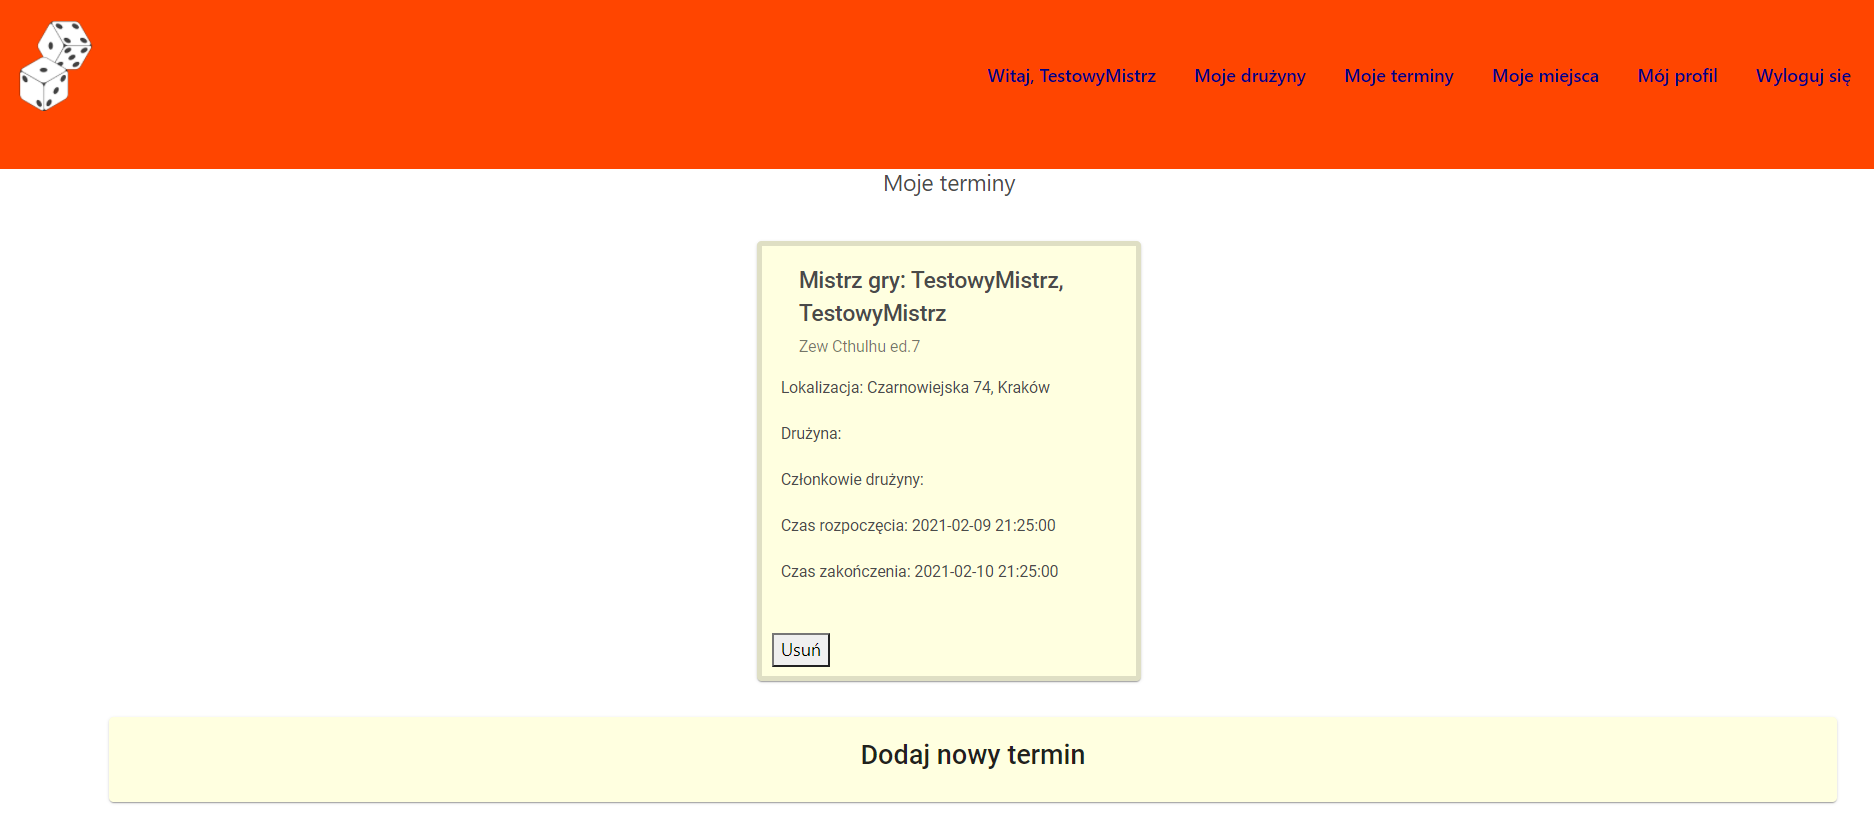 Witaj, TestowyMistrz Moje drużyny Moje terminy Moje miejsca Mój profil Wyloguj się
Moje terminy
Mistrz gry: TestowyMistrz,
TestowyMistrz
Zew Cthulhu ed.7
Lokalizacja: Czarnowiejska 74, Kraków
Drużyna:
Członkowie drużyny:
Czas rozpoczęcia: 2021-02-09 21:25:00
Czas zakończenia: 2021-02-10 21:25:00
Usuń
Dodaj nowy termin